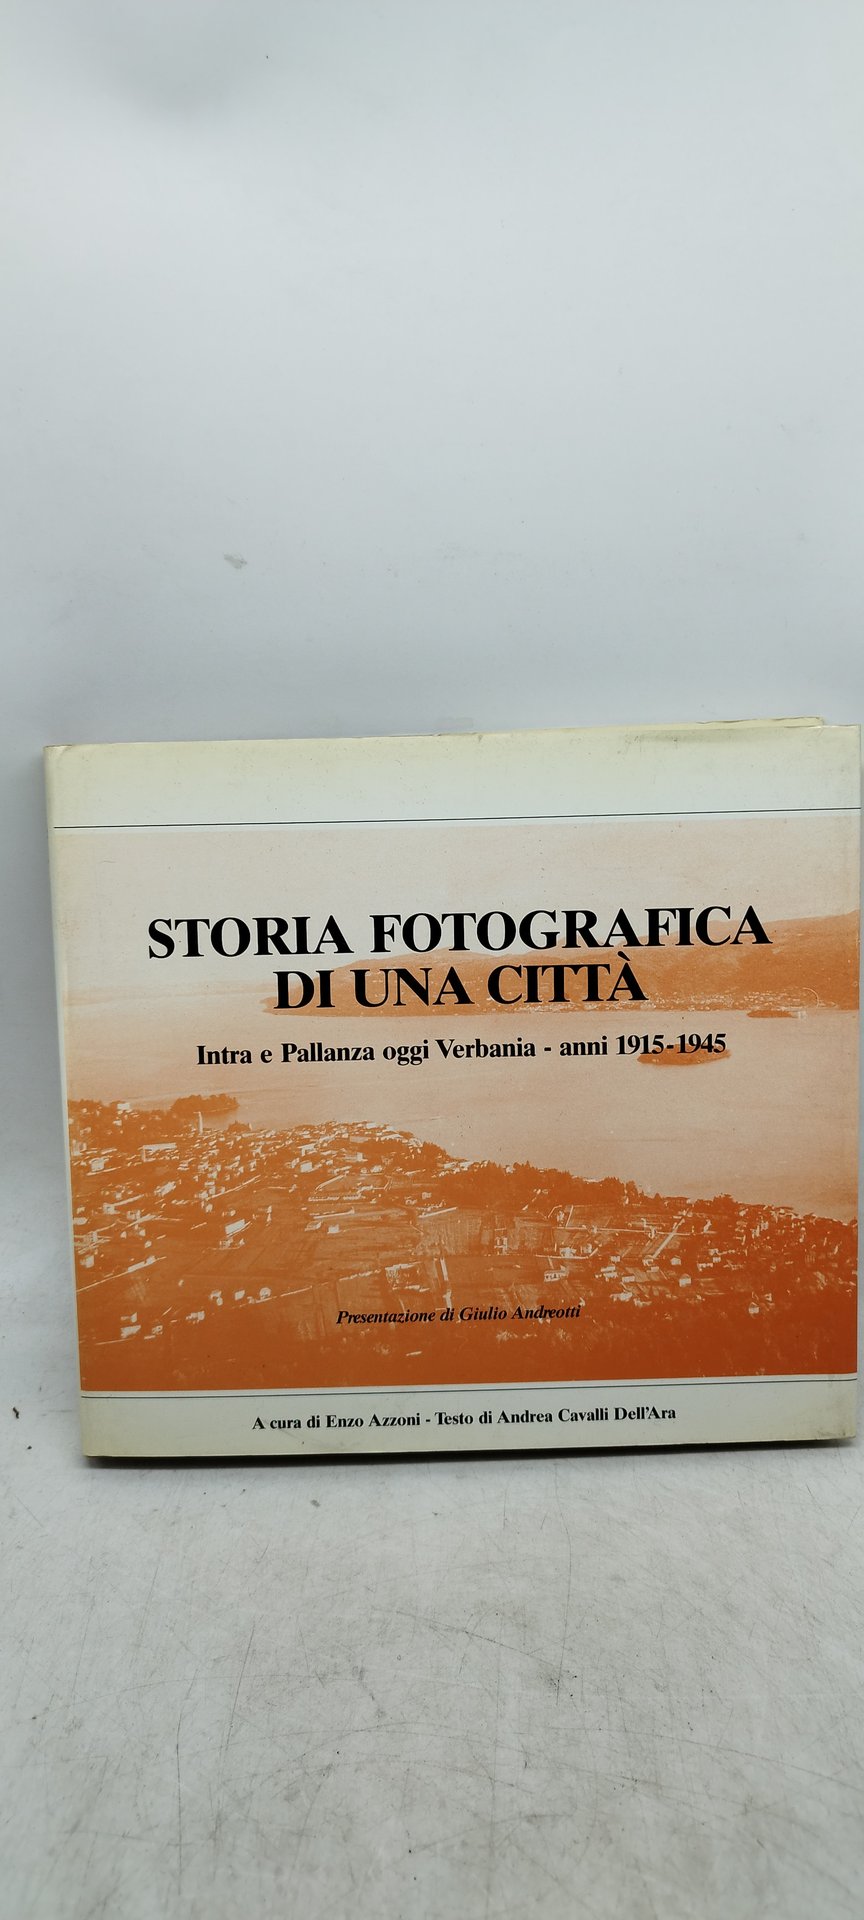 STORIA FOTOGRAFICA
DI UNA CITTÀ
Intra e Pallanza oggi Verbania - anni 1915-1945
Presentazione di Giulio Andreotti
A cura di Enzo Azzoni - Testo di Andrea Cavalli Dell'Ara